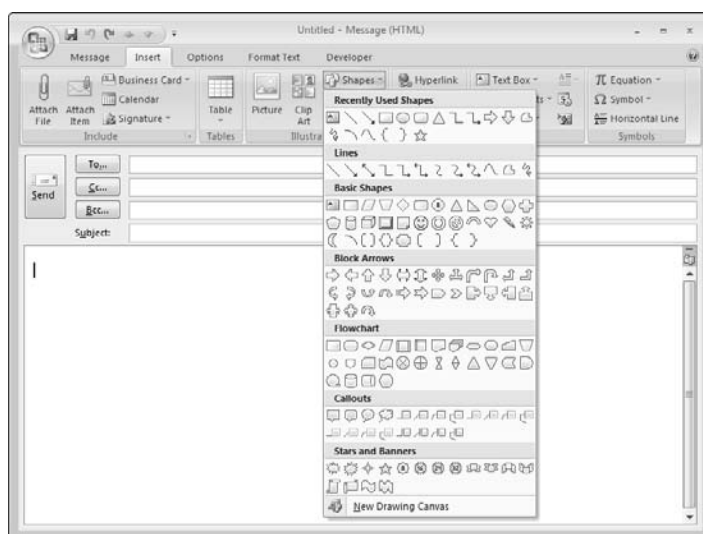 Untitled - Message (HTML)
Message Insert Options Format Text Developer
Business Card
Calendar
Signature
Attach File
Attach Item
Include
Table
Tables
Picture
Clip Art
Illustra
Shapes
Hyperlink
Text Box
ts
Equation
Symbol
Horizontal Line
Symbols
Recently Used Shapes
Lines
Basic Shapes
Block Arrows
Flowchart
Callouts
Stars and Banners
New Drawing Canvas
Send
To...
Cc...
Bcc...
Subject: